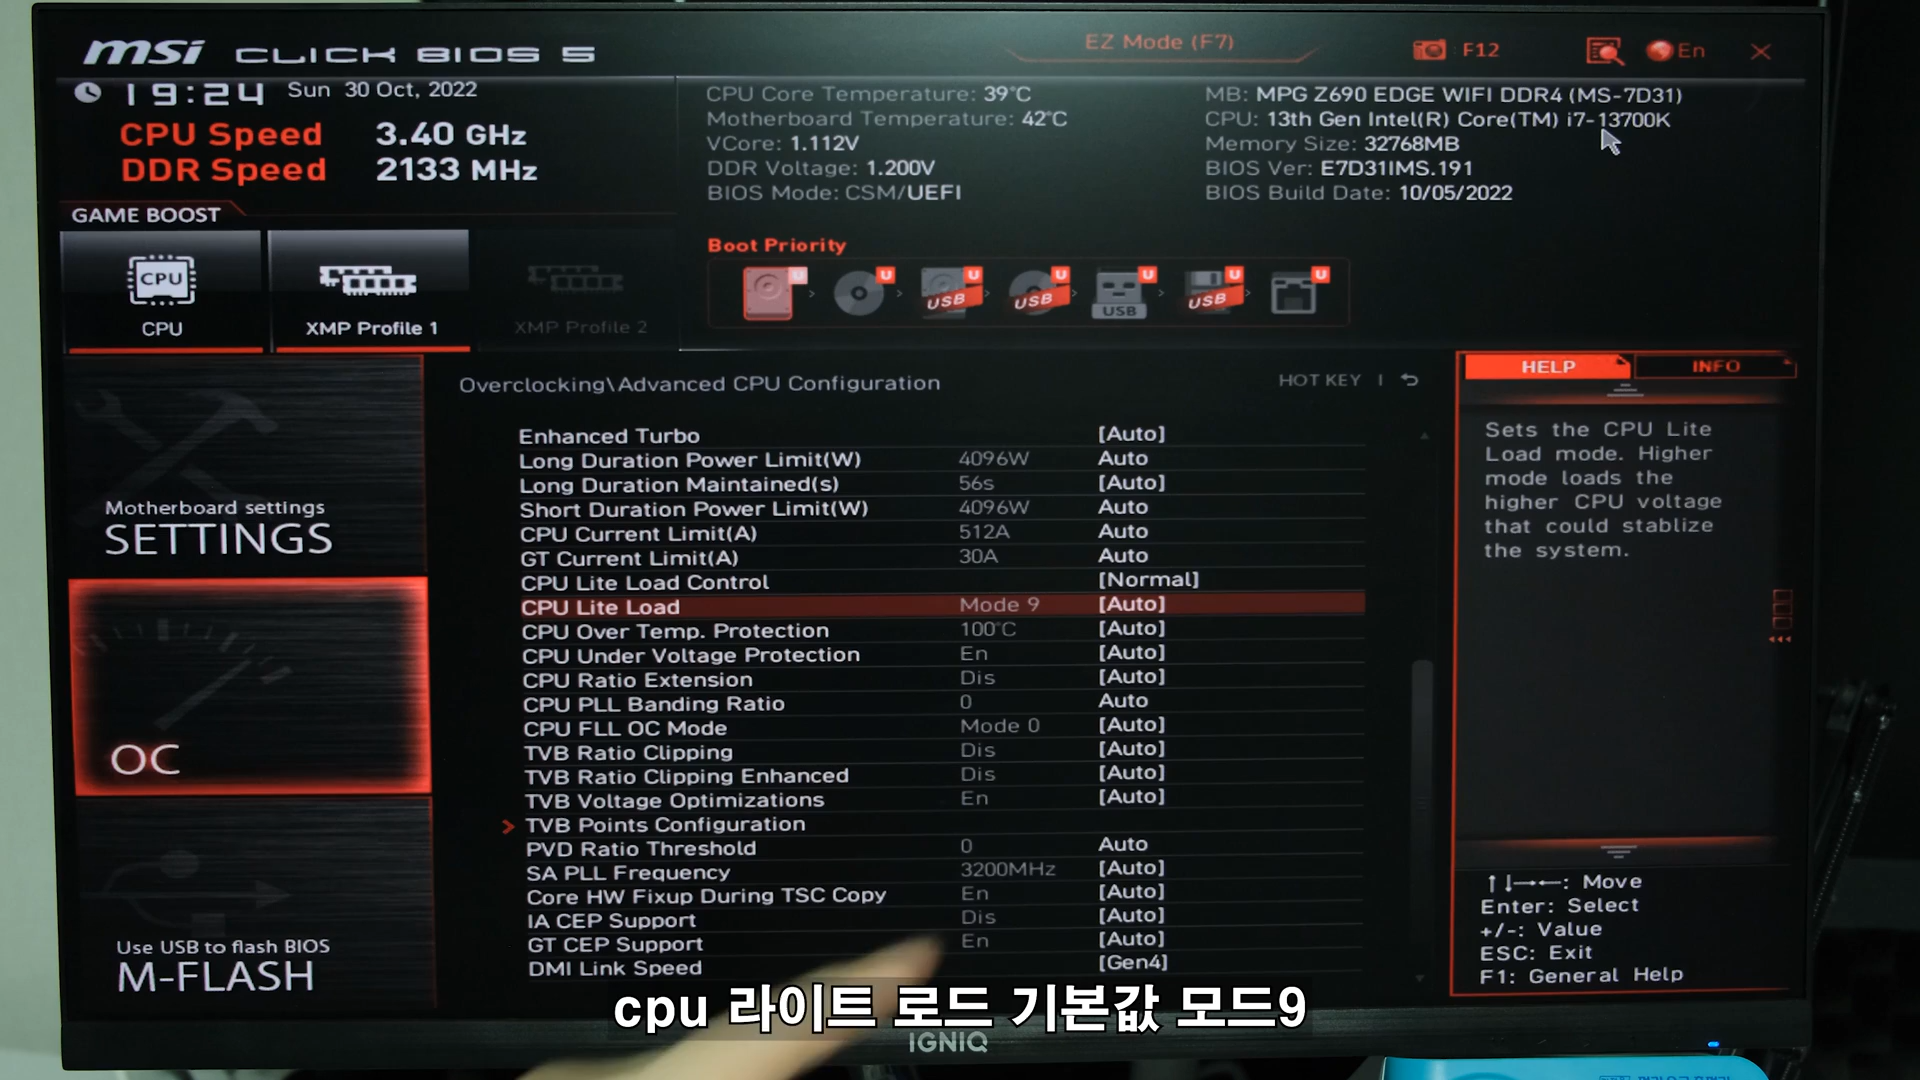 msi CLICK BIOS 5
EZ Mode (F7)
F12
En
19:24 Sun 30 Oct, 2022
CPU Speed 3.40 GHz
DDR Speed 2133 MHz
CPU Core Temperature: 39°C
Motherboard Temperature: 42°C
VCore: 1.112V
DDR Voltage: 1.200V
BIOS Mode: CSM/UEFI
MB: MPG Z690 EDGE WIFI DDR4 (MS-7D31)
CPU: 13th Gen Intel(R) Core(TM) i7-13700K
Memory Size: 32768MB
BIOS Ver: E7D31IMS.191
BIOS Build Date: 10/05/2022
GAME BOOST
CPU
CPU
XMP Profile 1
XMP Profile 2
Boot Priority
U U U U U U U
USB USB USB USB
Motherboard settings
SETTINGS
OC
Use USB to flash BIOS
M-FLASH
Overclocking\Advanced CPU Configuration
HOT KEY |
Enhanced Turbo [Auto]
Long Duration Power Limit(W) 4096W Auto
Long Duration Maintained(s) 56s [Auto]
Short Duration Power Limit(W) 4096W Auto
CPU Current Limit(A) 512A Auto
GT Current Limit(A) 30A Auto
CPU Lite Load Control [Normal]
CPU Lite Load Mode 9 [Auto]
CPU Over Temp. Protection 100°C [Auto]
CPU Under Voltage Protection En [Auto]
CPU Ratio Extension Dis [Auto]
CPU PLL Banding Ratio 0 Auto
CPU FLL OC Mode Mode 0 [Auto]
TVB Ratio Clipping Dis [Auto]
TVB Ratio Clipping Enhanced Dis [Auto]
TVB Voltage Optimizations En [Auto]
> TVB Points Configuration
PVD Ratio Threshold 0 Auto
SA PLL Frequency 3200MHz [Auto]
Core HW Fixup During TSC Copy En [Auto]
IA CEP Support Dis [Auto]
GT CEP Support En [Auto]
DMI Link Speed [Gen4]
HELP
INFO
Sets the CPU Lite
Load mode. Higher
mode loads the
higher CPU voltage
that could stablize
the system.
↑↓→←: Move
Enter: Select
+/-: Value
ESC: Exit
F1: General Help
cpu 라이트 로드 기본값 모드9
IGNIQ